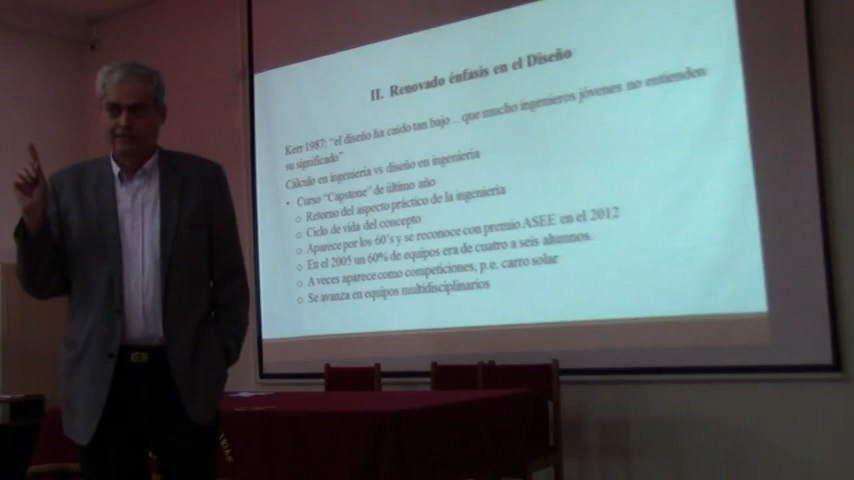 II. Renovado énfasis en el Diseño
Kerr 1987: “el diseño ha caido tan bajo .. que mucho ingenieros jóvenes no entienden
su significado”
Cálculo en ingenieria vs diseño en ingenieria
• Curso “Capstone” de último año
o Retorno del aspecto práctico de la ingenieria
o Ciclo de vida del concepto
o Aparece por los 60’s y se reconoce con premio ASEE en el 2012
o En el 2005 un 60% de equipos era de cuatro a seis alumnos.
o A veces aparece como competiciones, p.e. carro solar
o Se avanza en equipos multidisciplinarios